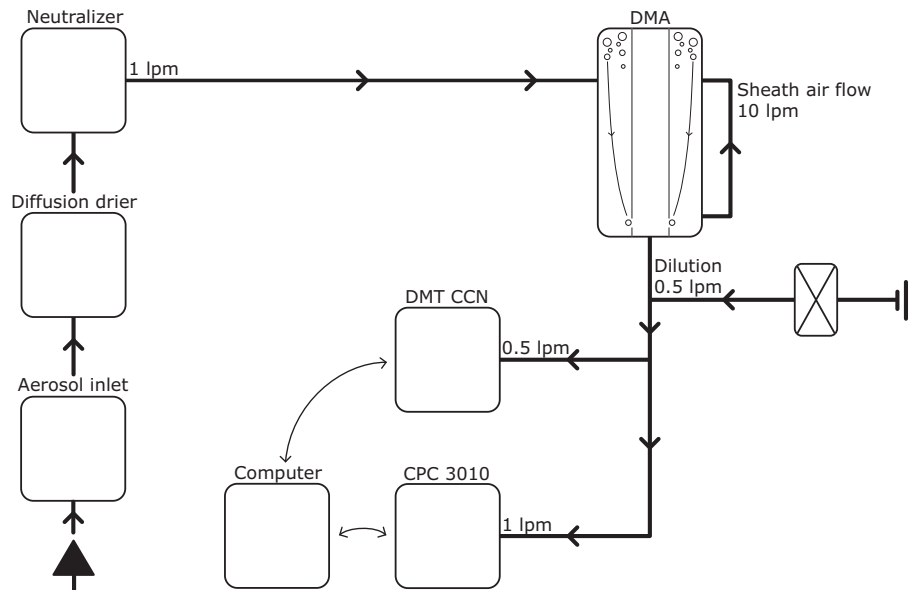 Neutralizer
DMA
1 lpm
Sheath air flow
10 lpm
Diffusion drier
Dilution
0.5 lpm
DMT CCN
0.5 lpm
Aerosol inlet
Computer
CPC 3010
1 lpm